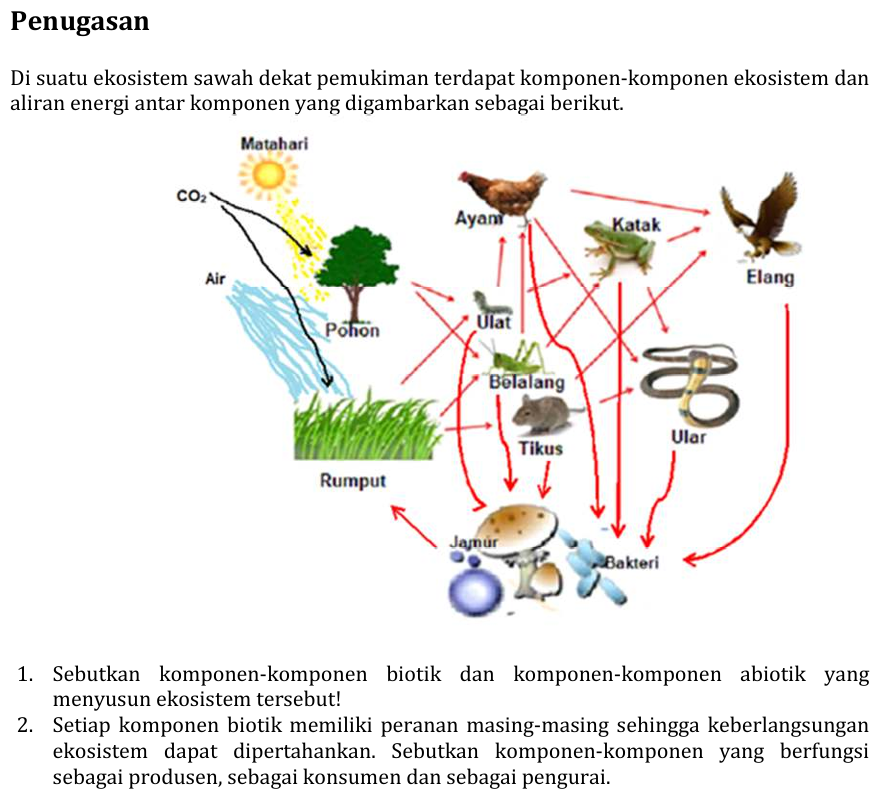 Penugasan
Di suatu ekosistem sawah dekat pemukiman terdapat komponen-komponen ekosistem dan
aliran energi antar komponen yang digambarkan sebagai berikut.
Matahari
CO₂
Ayam
Katak
Air
Elang
Ulat
Pohon
Belalang
Ular
Tikus
Rumput
Jamur
Bakteri
1. Sebutkan komponen-komponen biotik dan komponen-komponen abiotik yang
menyusun ekosistem tersebut!
2. Setiap komponen biotik memiliki peranan masing-masing sehingga keberlangsungan
ekosistem dapat dipertahankan. Sebutkan komponen-komponen yang berfungsi
sebagai produsen, sebagai konsumen dan sebagai pengurai.